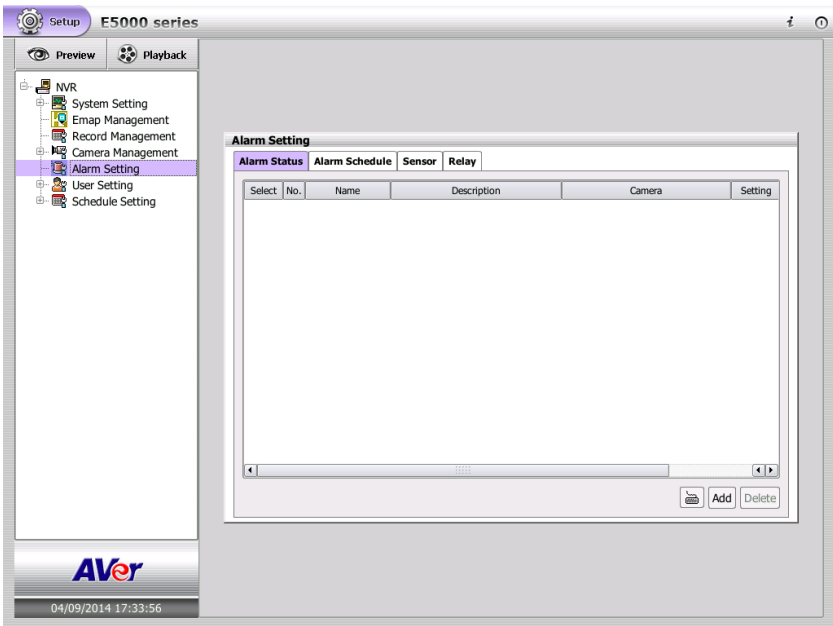 Setup E5000 series i
Preview Playback
NVR
System Setting
Emap Management
Record Management
Camera Management
Alarm Setting
User Setting
Schedule Setting
Alarm Setting
Alarm Status Alarm Schedule Sensor Relay
Select No. Name Description Camera Setting
Add Delete
AVer
04/09/2014 17:33:56